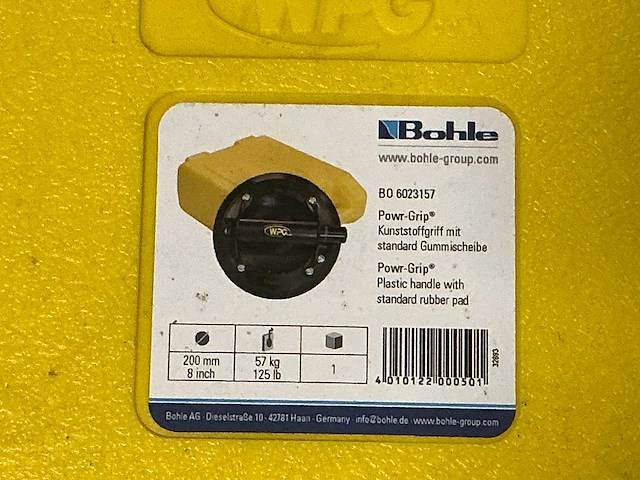 WPG.com
Bohle
www.bohle-group.com
BO 6023157
Powr-Grip®
Kunststoffgriff mit
standard Gummischeibe
Powr-Grip®
Plastic handle with
standard rubber pad
WPG
200 mm
8 inch
57 kg
125 lb
1
32693
4 010122 000501
Bohle AG · Dieselstraße 10 · 42781 Haan · Germany · info@bohle.de · www.bohle-group.com